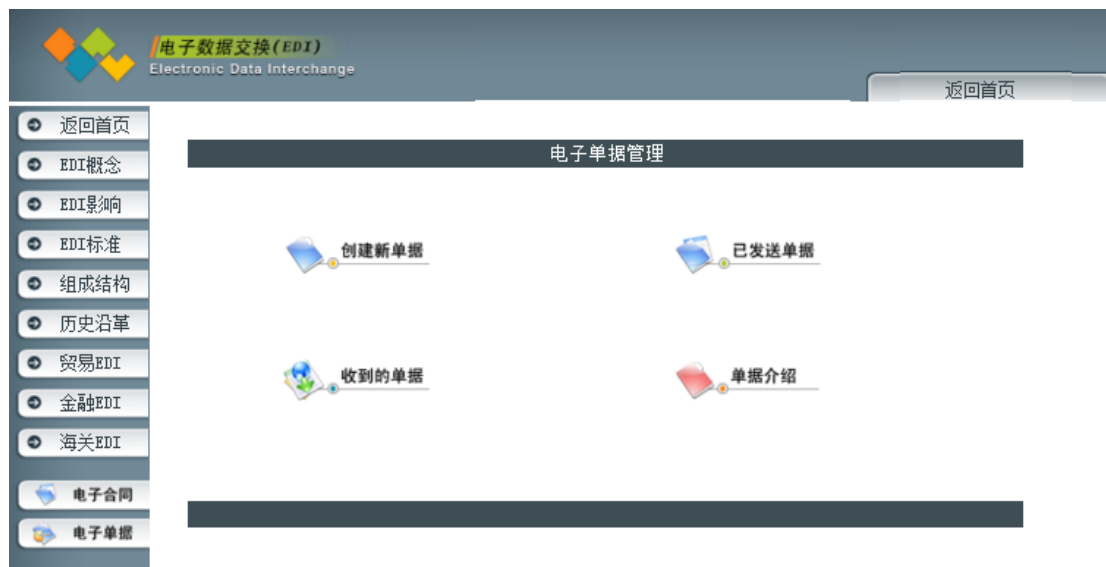 电子数据交换(EDI)
Electronic Data Interchange
返回首页
返回首页
EDI概念
EDI影响
EDI标准
组成结构
历史沿革
贸易EDI
金融EDI
海关EDI
电子合同
电子单据
电子单据管理
创建新单据
已发送单据
收到的单据
单据介绍